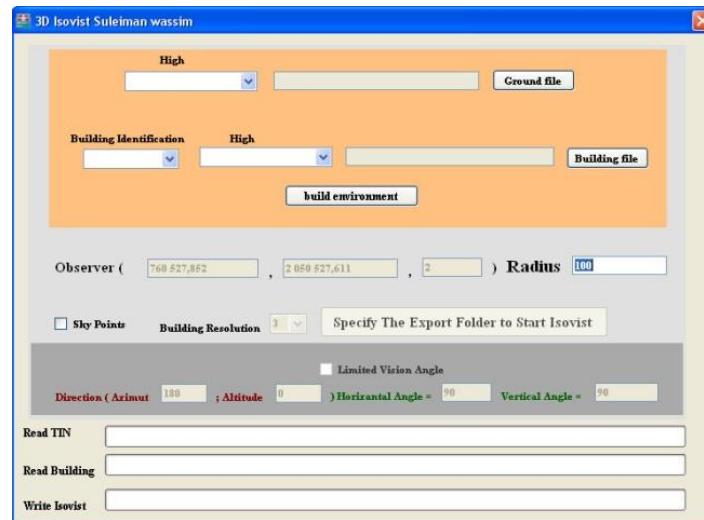 3D Isovist Suleiman wassim
High
Ground file
Building Identification High
Building file
build environment
Observer ( 760 527,852 , 2 050 527,611 , 2 ) Radius 100
Sky Points Building Resolution 3 Specify The Export Folder to Start Isovist
Limited Vision Angle
Direction ( Azimut 180 ; Altitude 0 ) Horizantal Angle = 90 Vertical Angle = 90
Read TIN
Read Building
Write Isovist